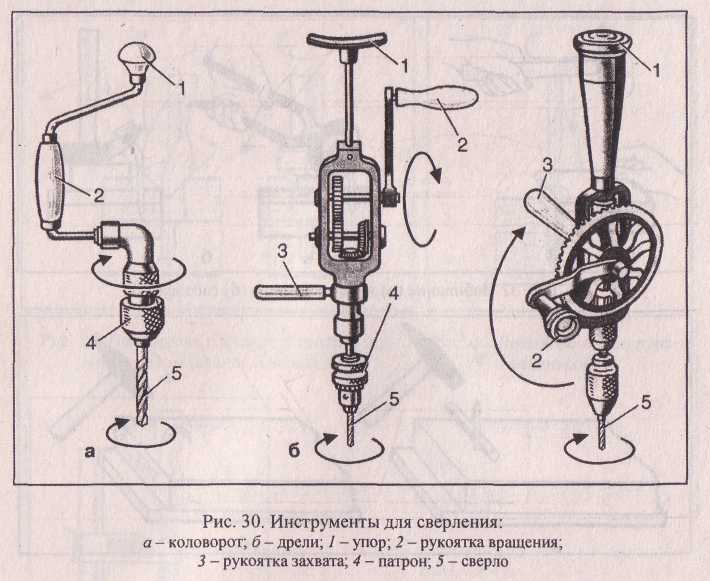 1
2
4
5
а
1
2
3
4
5
б
1
3
2
5
Рис. 30. Инструменты для сверления:
а – коловорот; б – дрели; 1 – упор; 2 – рукоятка вращения;
3 – рукоятка захвата; 4 – патрон; 5 – сверло